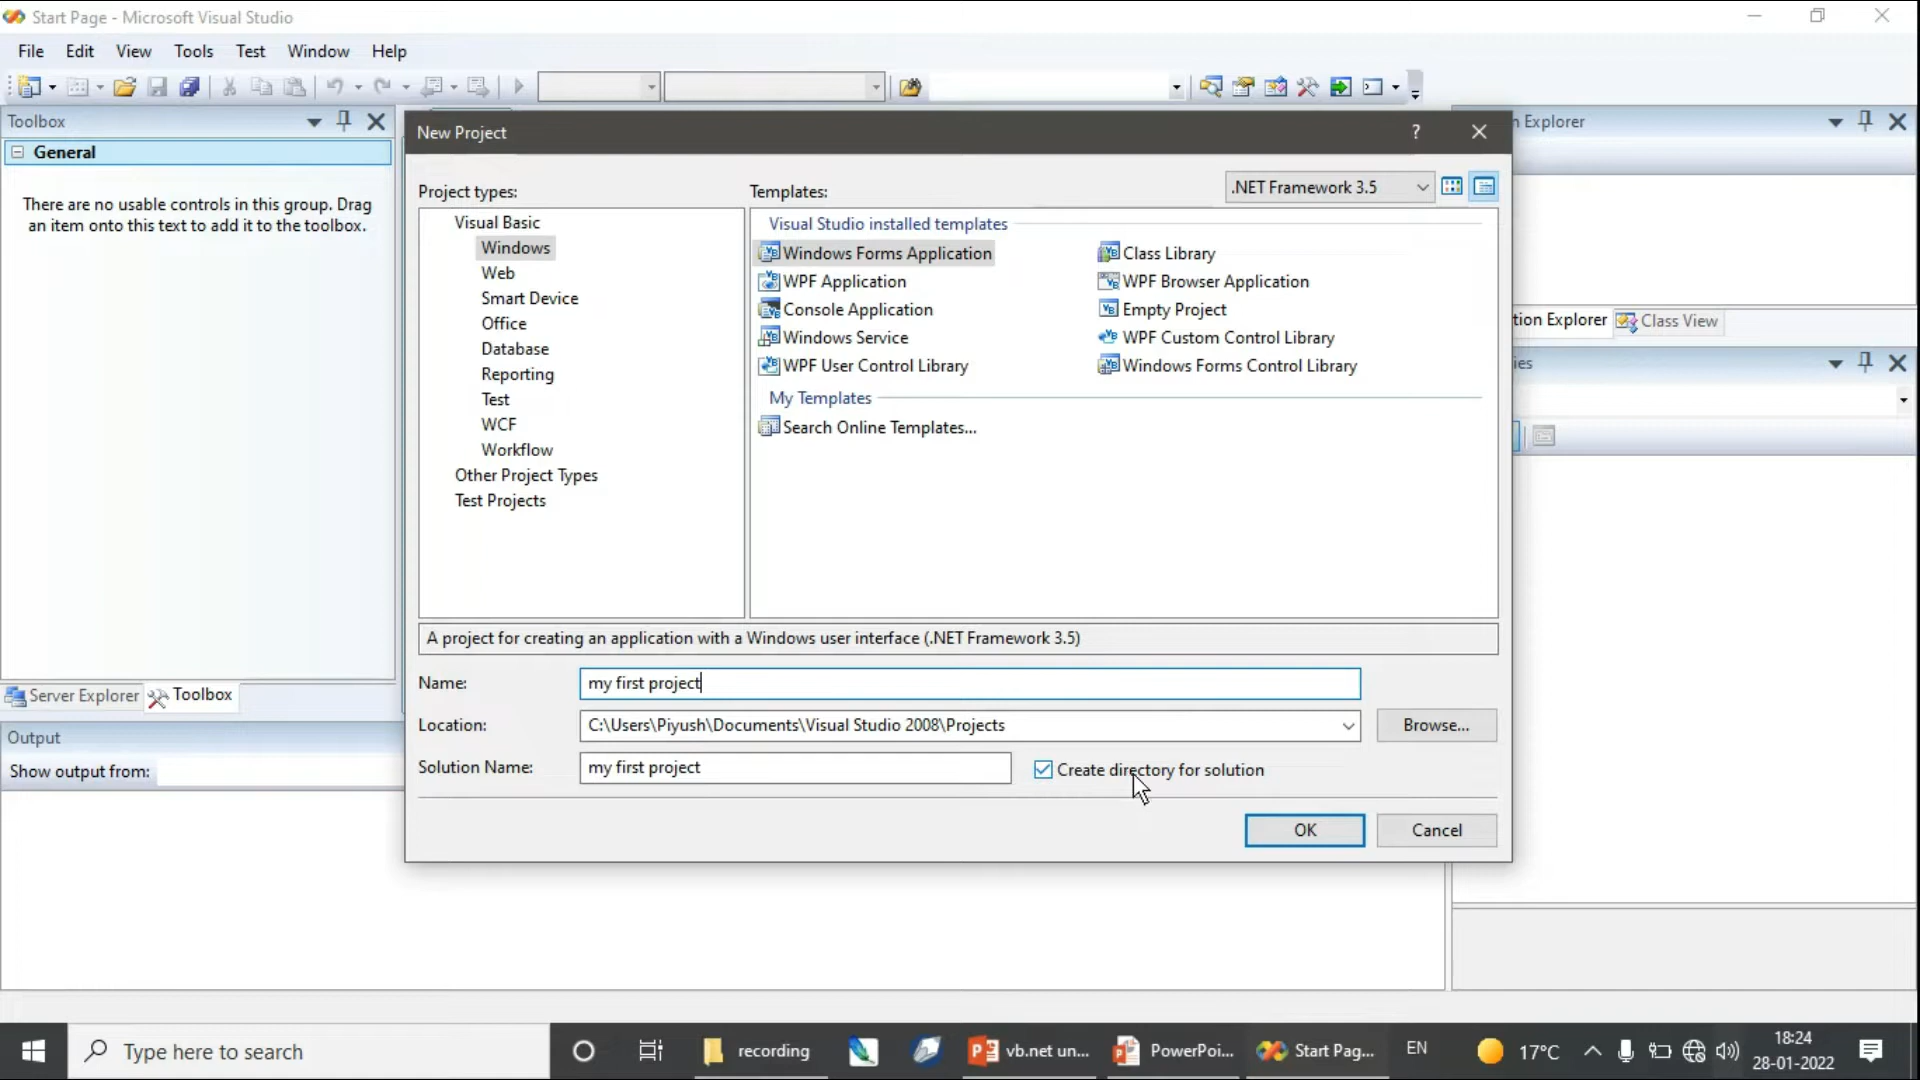 Start Page - Microsoft Visual Studio
File Edit View Tools Test Window Help
Toolbox
General
There are no usable controls in this group. Drag
an item onto this text to add it to the toolbox.
Server Explorer Toolbox
Output
Show output from:
New Project
?
Project types:
Visual Basic
Windows
Web
Smart Device
Office
Database
Reporting
Test
WCF
Workflow
Other Project Types
Test Projects
Templates:
.NET Framework 3.5
Visual Studio installed templates
Windows Forms Application
WPF Application
Console Application
Windows Service
WPF User Control Library
Class Library
WPF Browser Application
Empty Project
WPF Custom Control Library
Windows Forms Control Library
My Templates
Search Online Templates...
A project for creating an application with a Windows user interface (.NET Framework 3.5)
Name: my first project
Location: C:\Users\Piyush\Documents\Visual Studio 2008\Projects Browse...
Solution Name: my first project Create directory for solution
OK Cancel
n Explorer
tion Explorer Class View
ies
Type here to search
recording
vb.net un...
PowerPoi...
Start Pag...
EN
17°C
18:24
28-01-2022